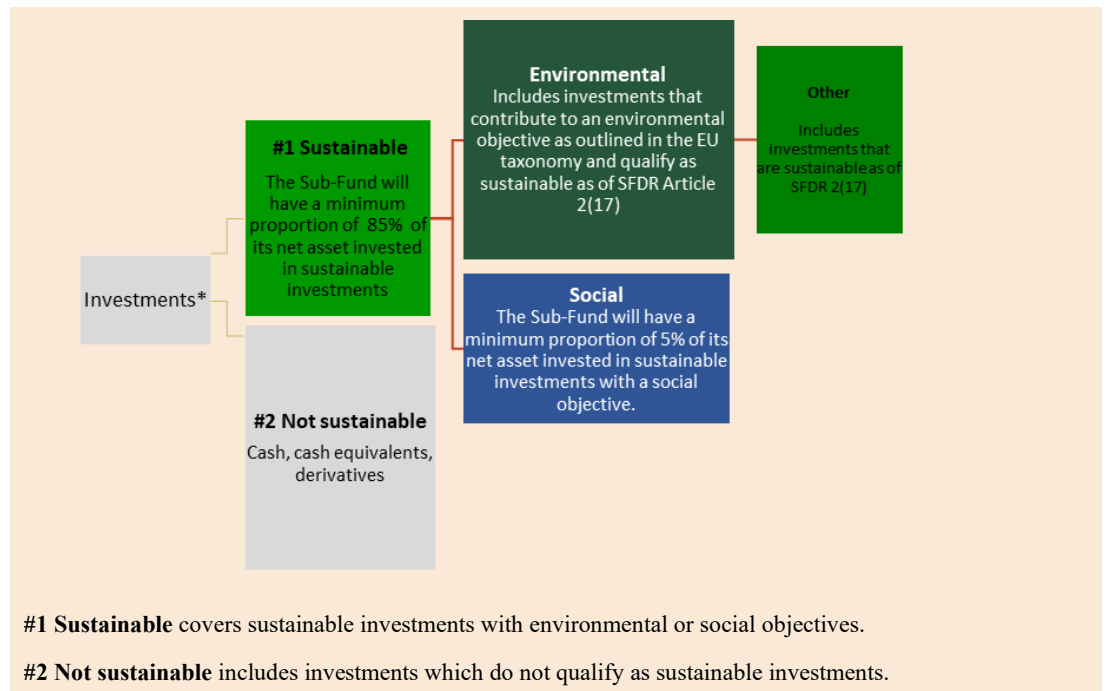 Investments*
#1 Sustainable
The Sub-Fund will
have a minimum
proportion of 85% of
its net asset invested
in sustainable
investments
#2 Not sustainable
Cash, cash equivalents,
derivatives
Environmental
Includes investments that
contribute to an environmental
objective as outlined in the EU
taxonomy and qualify as
sustainable as of SFDR Article
2(17)
Social
The Sub-Fund will have a
minimum proportion of 5% of its
net asset invested in sustainable
investments with a social
objective.
Other
Includes
investments that
are sustainable as of
SFDR 2(17)
#1 Sustainable covers sustainable investments with environmental or social objectives.
#2 Not sustainable includes investments which do not qualify as sustainable investments.